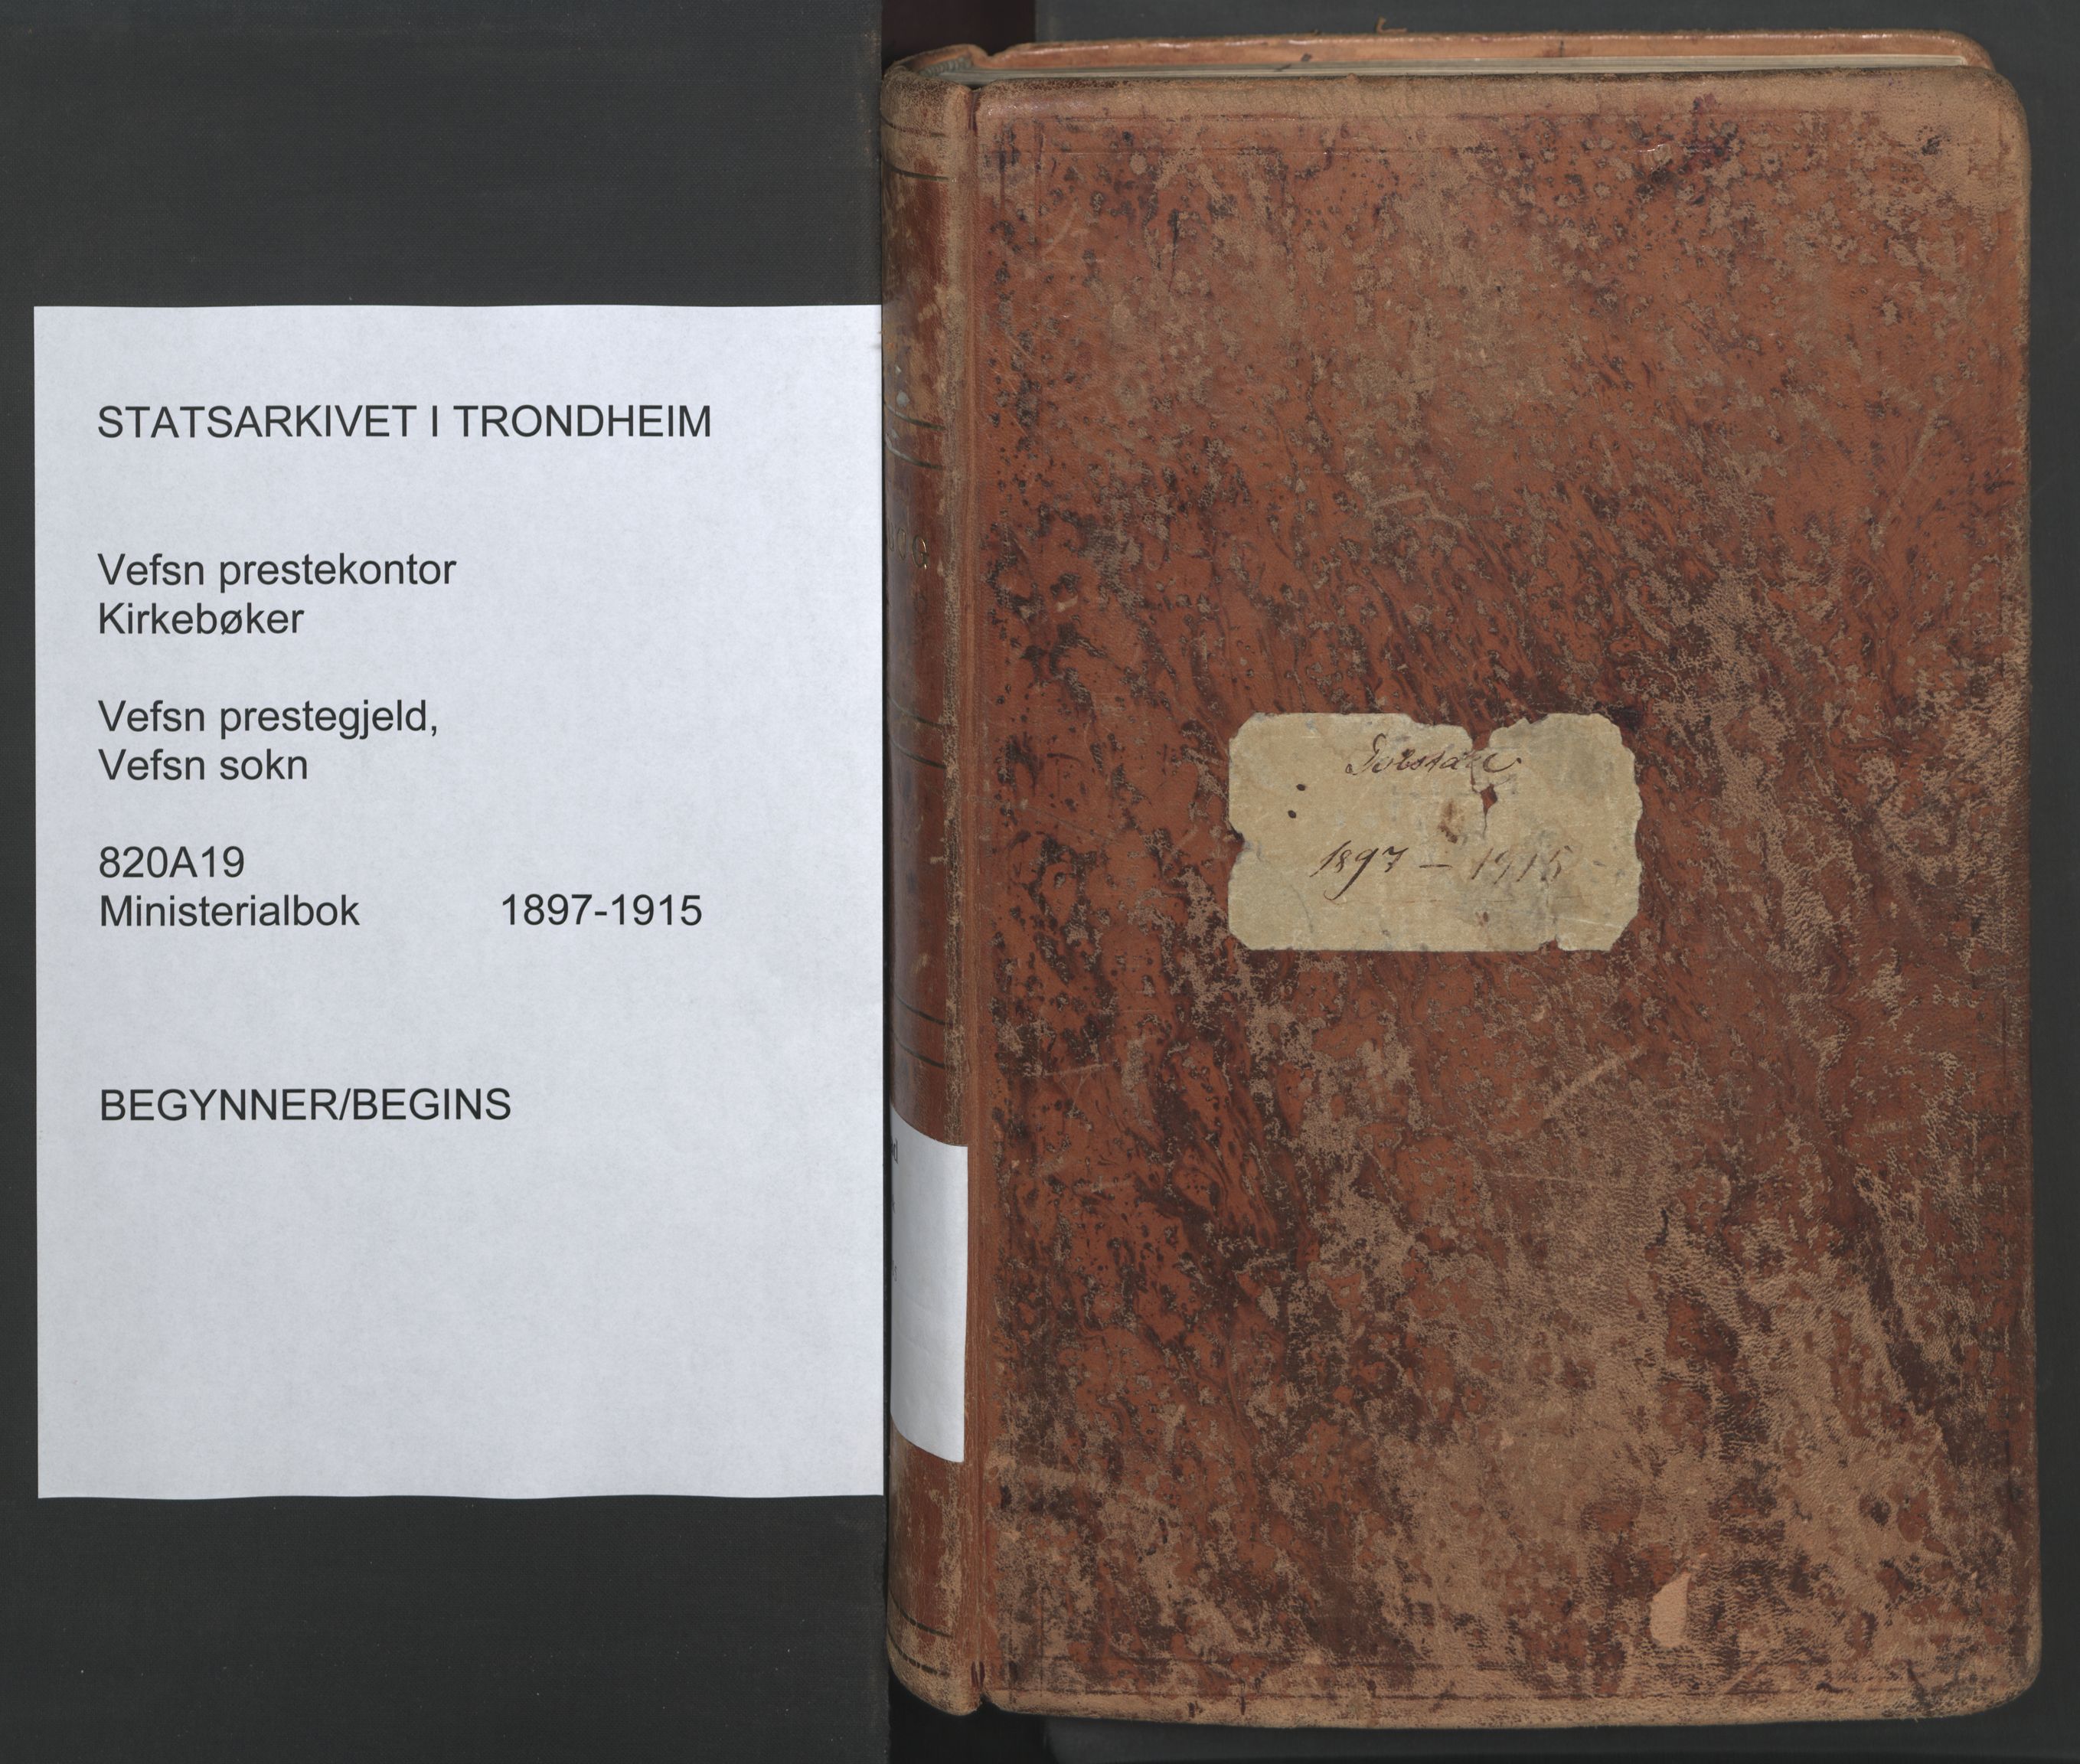 STATSARKIVET I TRONDHEIM
Vefsn prestekontor
Kirkebøker
Vefsn prestegjeld,
Vefsn sokn
820A19
Ministerialbok 1897-1915
BEGYNNER/BEGINS
1897 – 1915